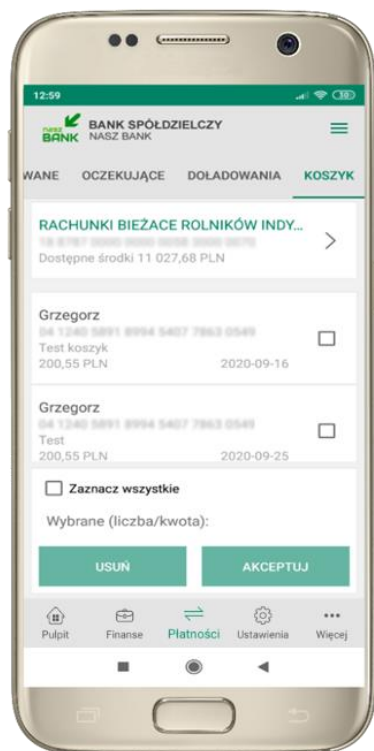 12:59
30
nasz
BANK
BANK SPÓŁDZIELCZY
NASZ BANK
WANE OCZEKUJĄCE DOŁADOWANIA KOSZYK
RACHUNKI BIEŻACE ROLNIKÓW INDY...
Dostępne środki 11 027,68 PLN
Grzegorz
Test koszyk
200,55 PLN 2020-09-16
Grzegorz
Test
200,55 PLN 2020-09-25
Zaznacz wszystkie
Wybrane (liczba/kwota):
USUŃ AKCEPTUJ
Pulpit Finanse Płatności Ustawienia Więcej